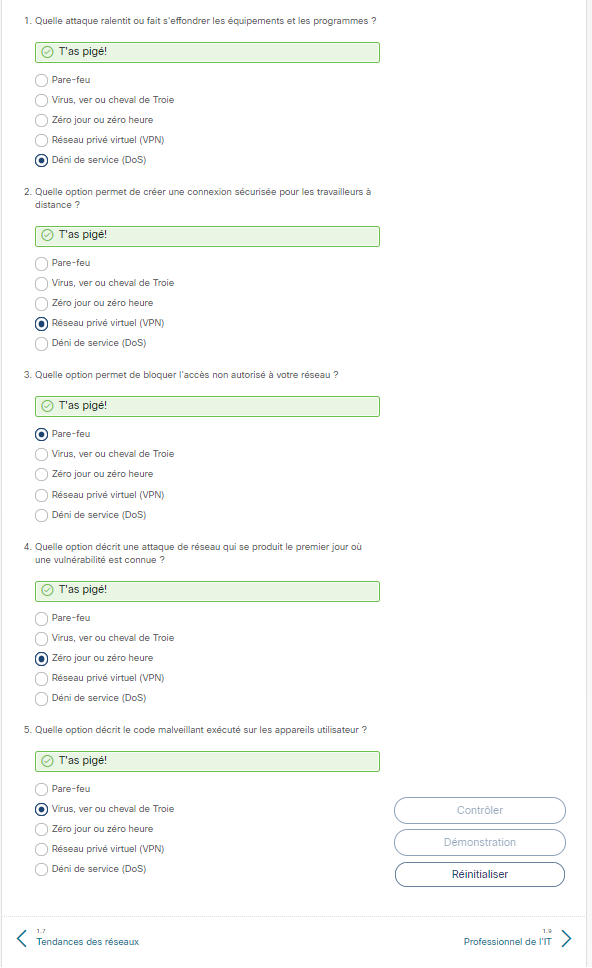 1. Quelle attaque ralentit ou fait s'effondrer les équipements et les programmes ?
T'as pigé!
Pare-feu
Virus, ver ou cheval de Troie
Zéro jour ou zéro heure
Réseau privé virtuel (VPN)
Déni de service (DoS)
2. Quelle option permet de créer une connexion sécurisée pour les travailleurs à
distance ?
T'as pigé!
Pare-feu
Virus, ver ou cheval de Troie
Zéro jour ou zéro heure
Réseau privé virtuel (VPN)
Déni de service (DoS)
3. Quelle option permet de bloquer l'accès non autorisé à votre réseau ?
T'as pigé!
Pare-feu
Virus, ver ou cheval de Troie
Zéro jour ou zéro heure
Réseau privé virtuel (VPN)
Déni de service (DoS)
4. Quelle option décrit une attaque de réseau qui se produit le premier jour où
une vulnérabilité est connue ?
T'as pigé!
Pare-feu
Virus, ver ou cheval de Troie
Zéro jour ou zéro heure
Réseau privé virtuel (VPN)
Déni de service (DoS)
5. Quelle option décrit le code malveillant exécuté sur les appareils utilisateur ?
T'as pigé!
Pare-feu
Virus, ver ou cheval de Troie
Zéro jour ou zéro heure
Réseau privé virtuel (VPN)
Déni de service (DoS)
Contrôler
Démonstration
Réinitialiser
1.7
Tendances des réseaux
1.9
Professionnel de l'IT